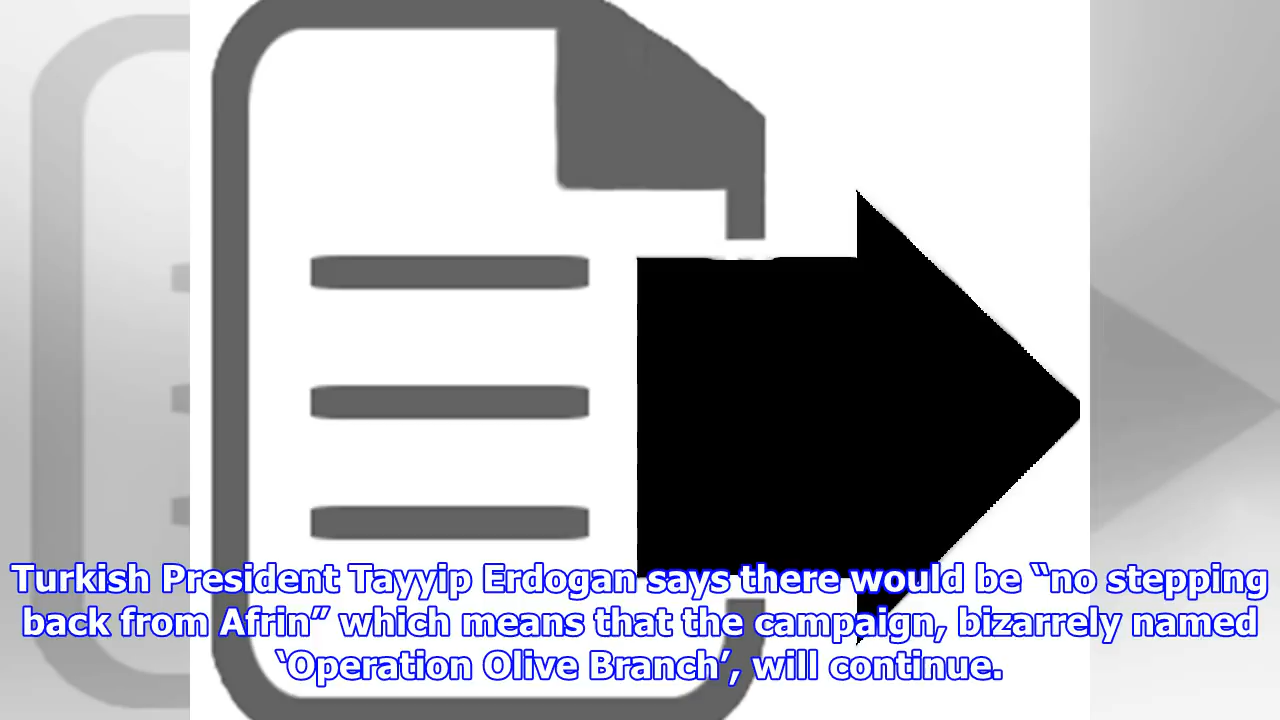 Turkish President Tayyip Erdogan says there would be “no stepping
back from Afrin” which means that the campaign, bizarrely named
‘Operation Olive Branch’, will continue.